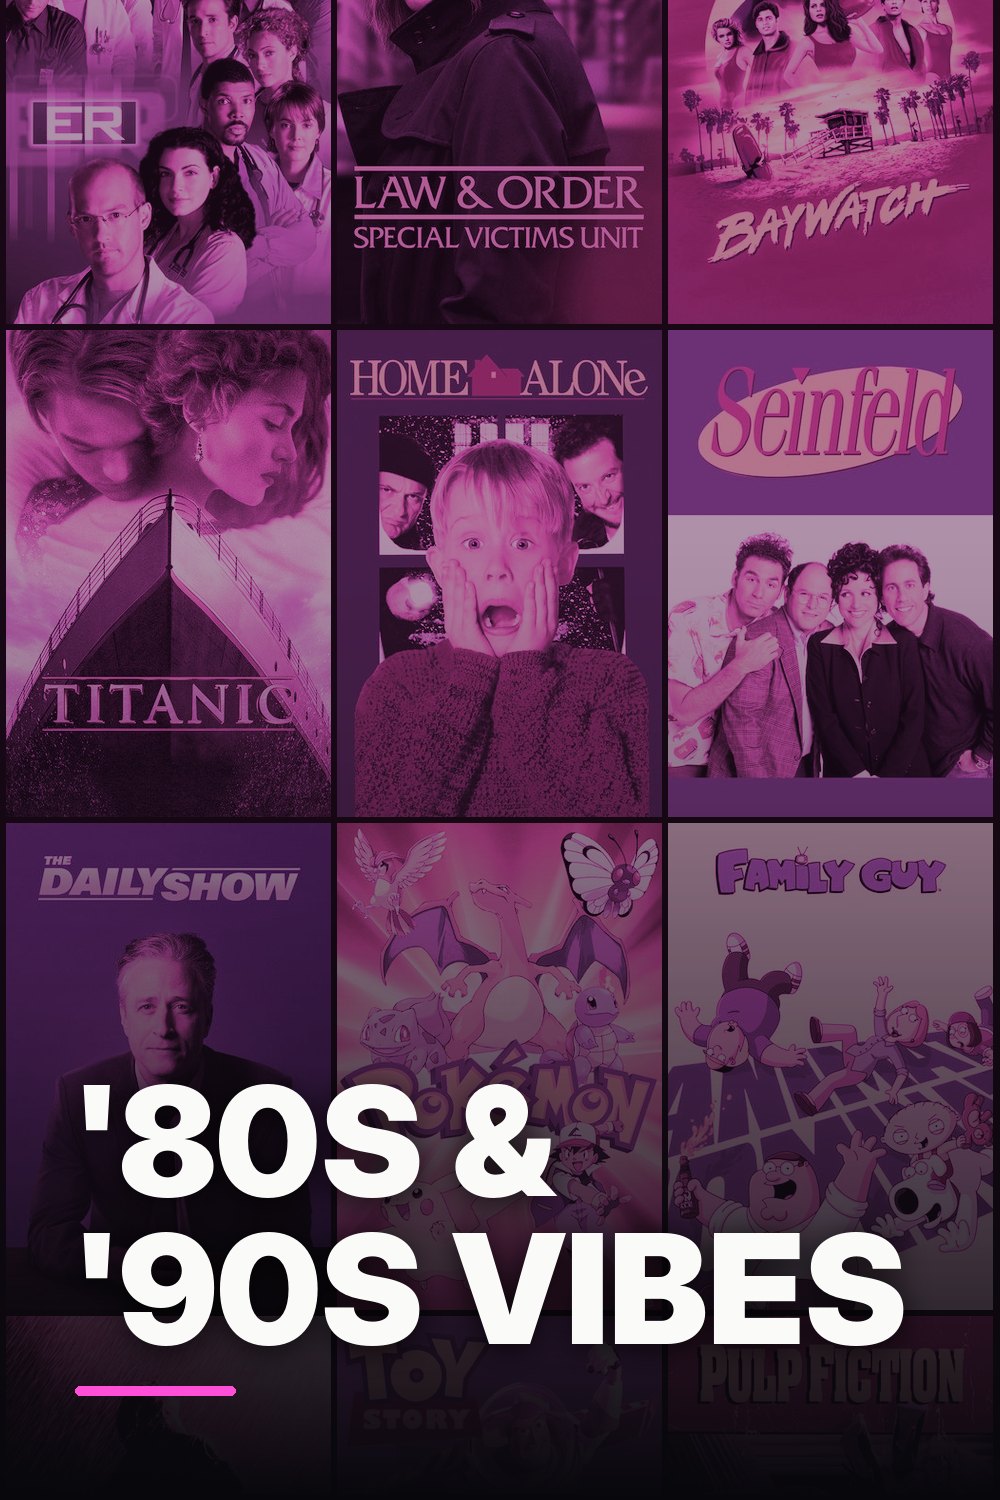 ER
LAW & ORDER
SPECIAL VICTIMS UNIT
BAYWATCH
TITANIC
HOME ALONe
Seinfeld
THE
DAILY SHOW
POKéMON
FAMILY GUY
'80S &
'90S VIBES
TOY
STORY
PULP FICTION